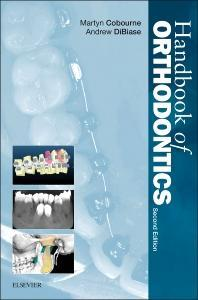 Martyn Cobourne
Andrew DiBiase
Handbook of
ORTHODONTICS
Second Edition
ELSEVIER